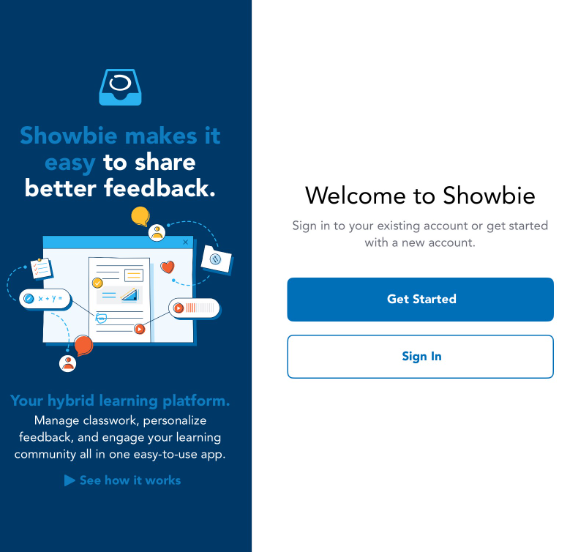 Showbie makes it
easy to share
better feedback.
x + y =
Your hybrid learning platform.
Manage classwork, personalize
feedback, and engage your learning
community all in one easy-to-use app.
▶ See how it works
Welcome to Showbie
Sign in to your existing account or get started
with a new account.
Get Started
Sign In